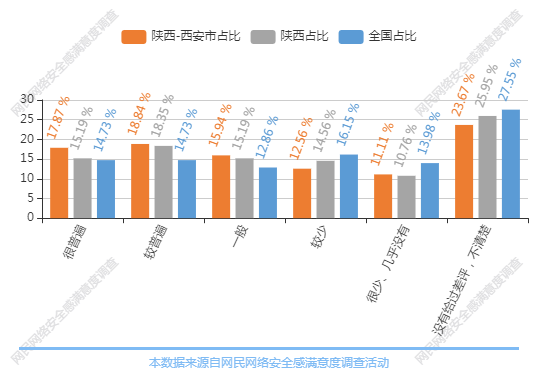 网民网络安全感满意度调查
网民网络安全感满意度调查
陕西-西安市占比 陕西占比 全国占比
30
25
20
15
10
5
0
17.87 % 15.19 % 14.73 %
18.84 % 18.35 % 14.73 %
15.94 % 15.19 % 12.86 %
12.56 % 14.56 % 16.15 %
11.11 % 10.76 % 13.98 %
23.67 % 25.95 % 27.55 %
很普遍
较普遍
一般
较少
很少、几乎没有
没有给过差评，不清楚
网民网络安全感满意度调查
网民网络安全感满意度调查
本数据来源自网民网络安全感满意度调查活动